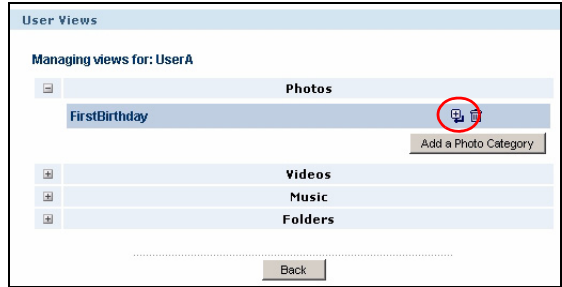 User Views
Managing views for: UserA
Photos
FirstBirthday
Add a Photo Category
Videos
Music
Folders
Back